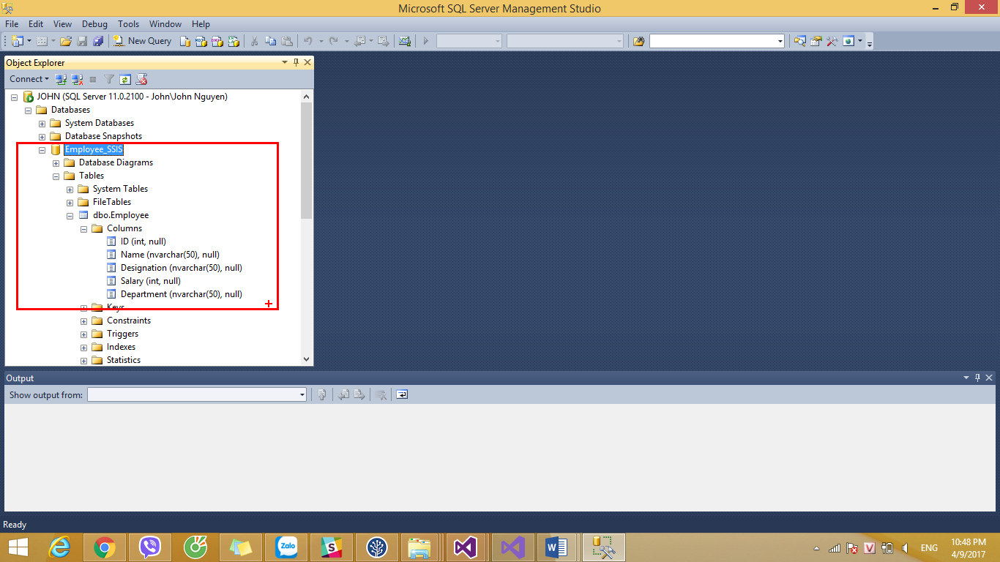 Microsoft SQL Server Management Studio
File Edit View Debug Tools Window Help
New Query
Object Explorer
Connect
JOHN (SQL Server 11.0.2100 - John\John Nguyen)
Databases
System Databases
Database Snapshots
Employee_SSIS
Database Diagrams
Tables
System Tables
FileTables
dbo.Employee
Columns
ID (int, null)
Name (nvarchar(50), null)
Designation (nvarchar(50), null)
Salary (int, null)
Department (nvarchar(50), null)
Keys
Constraints
Triggers
Indexes
Statistics
Output
Show output from:
Ready
Zalo
ENG
10:48 PM
4/9/2017